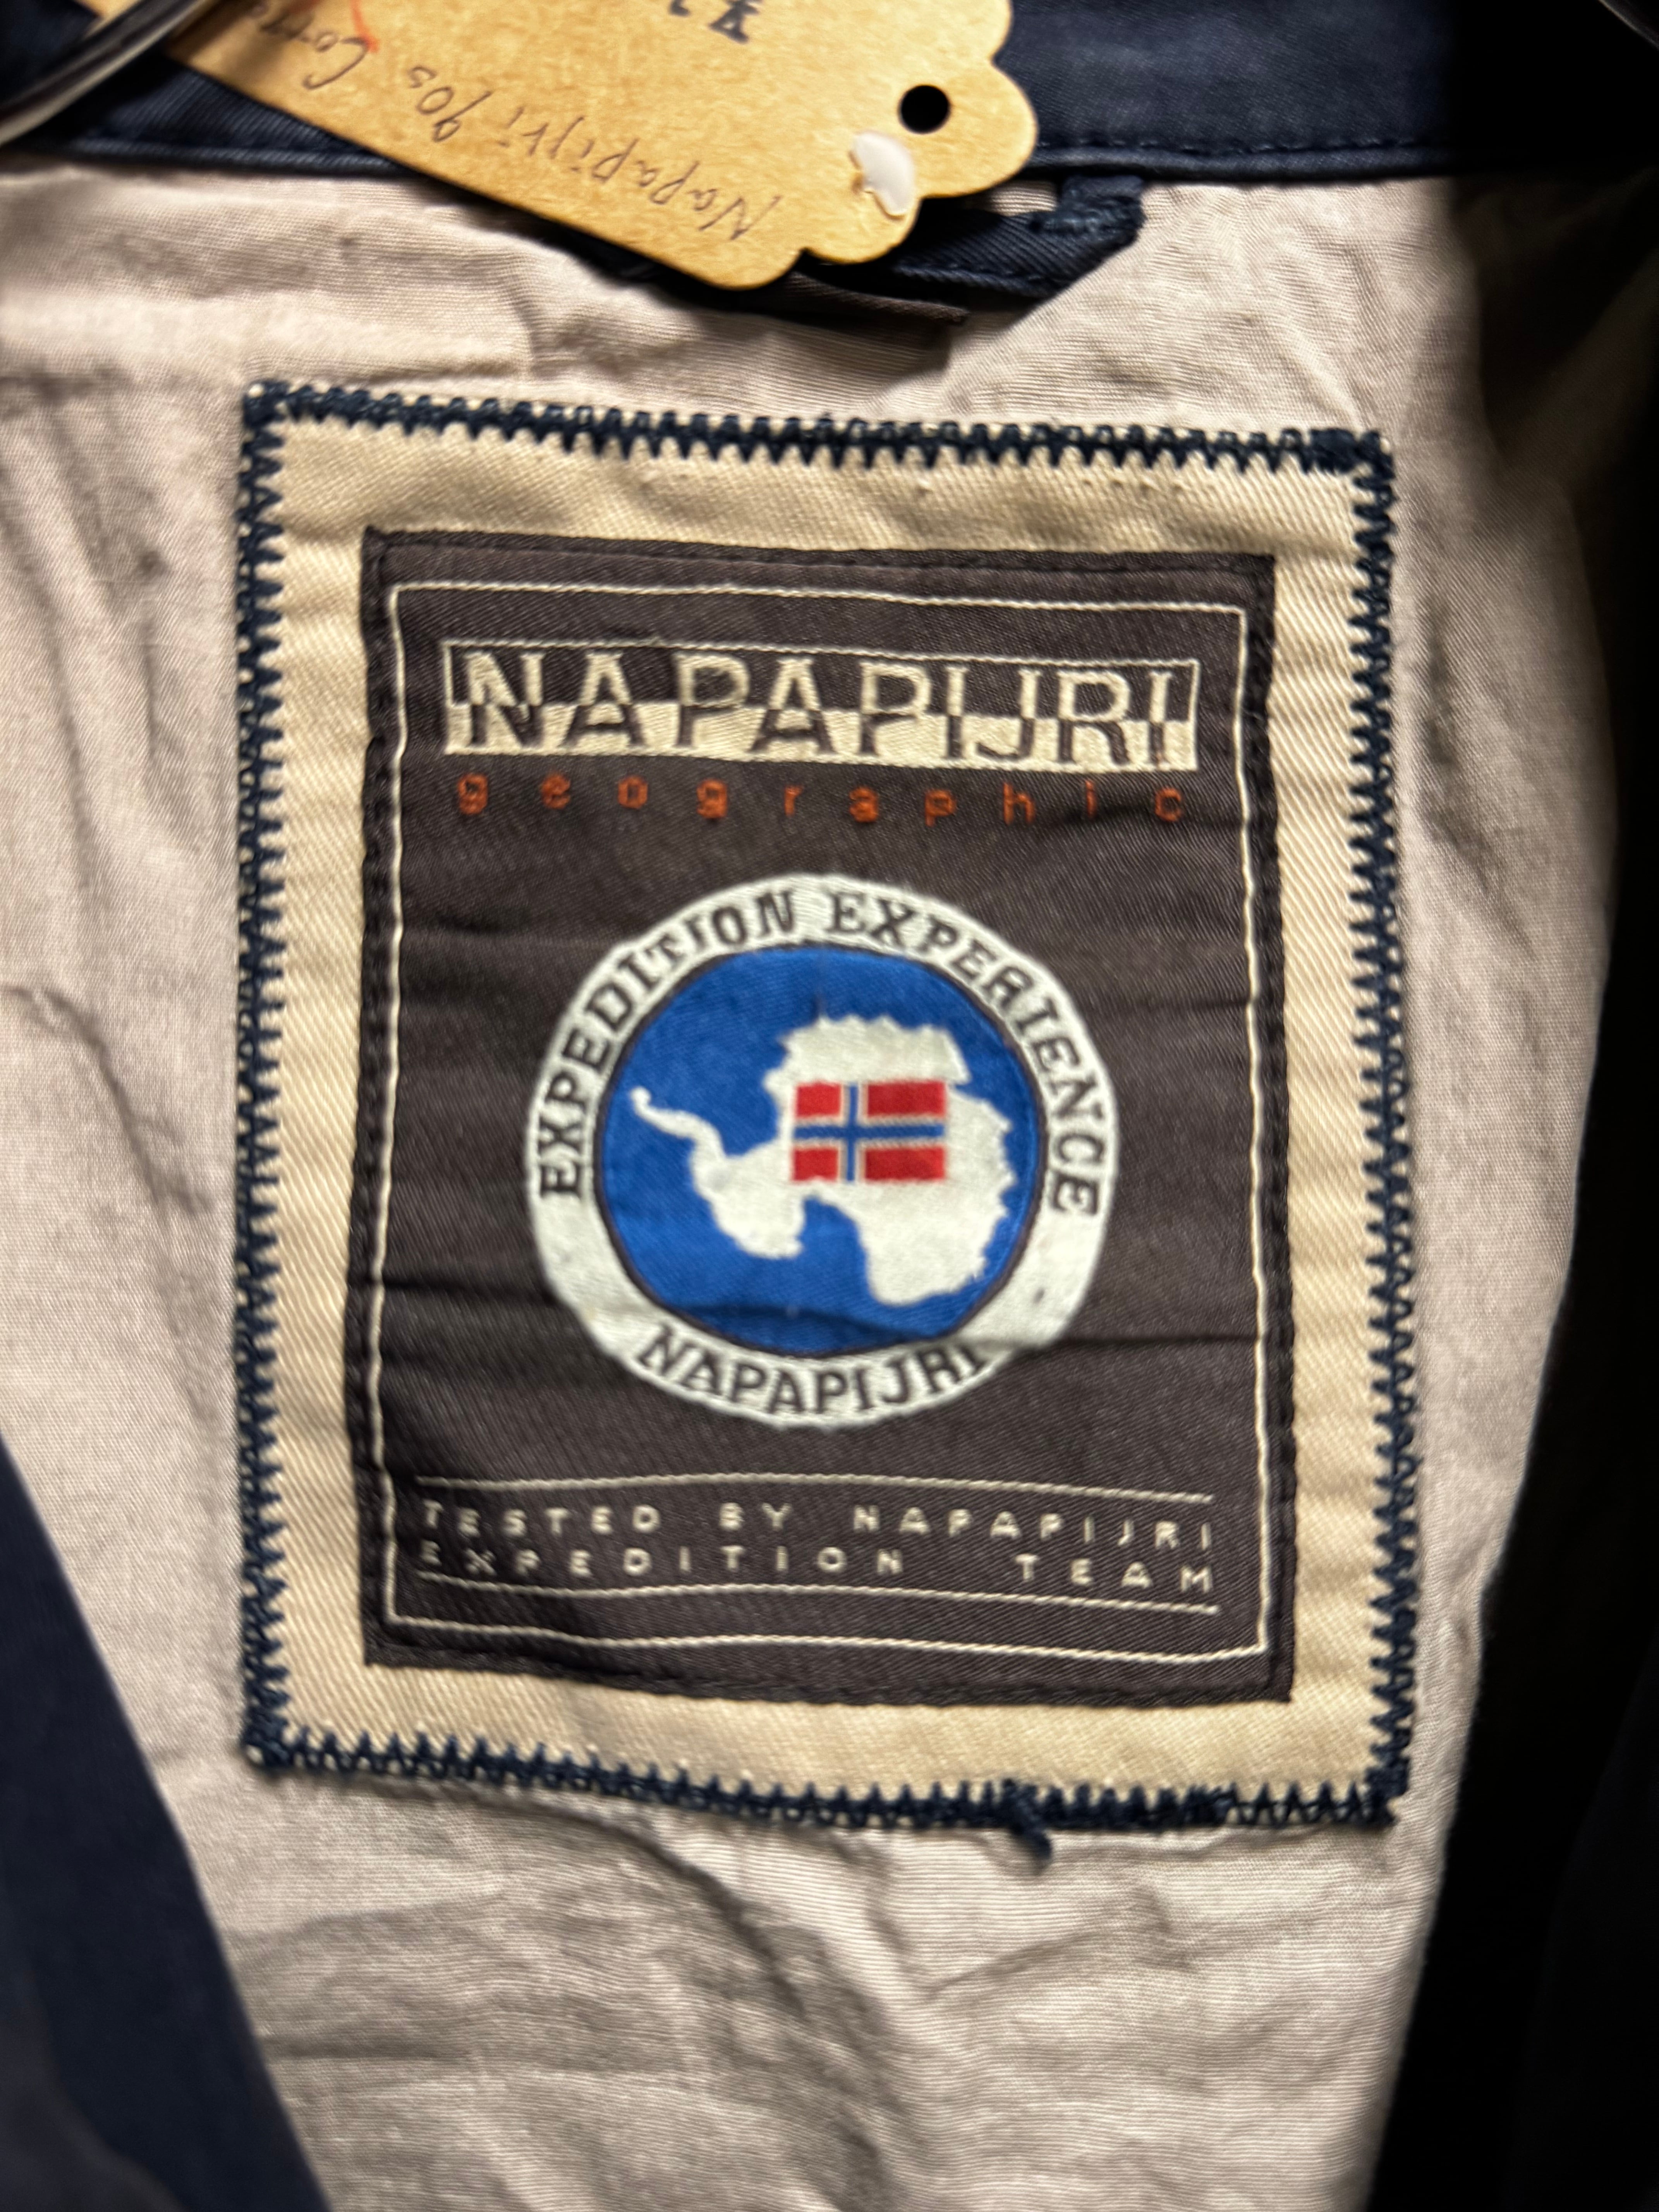 Napapijri 90s
NAPAPIJRI
geographic
EXPEDITION EXPERIENCE
NAPAPIJRI
TESTED BY NAPAPIJRI
EXPEDITION TEAM